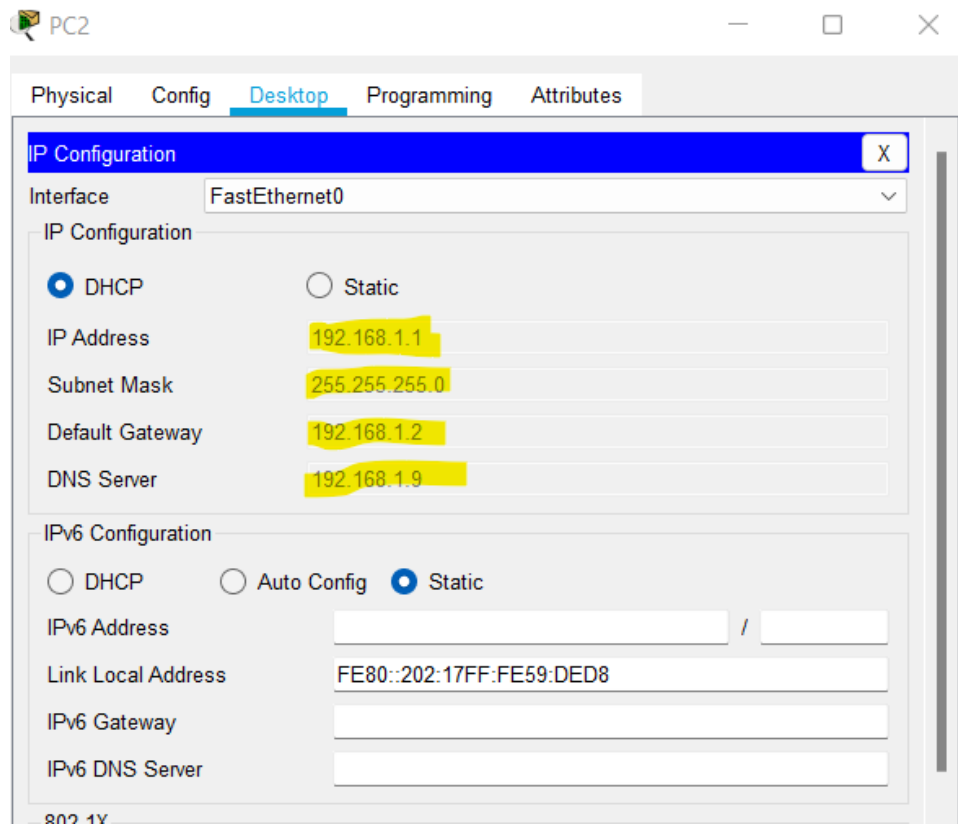 PC2
Physical Config Desktop Programming Attributes
IP Configuration X
Interface FastEthernet0
IP Configuration
DHCP Static
IP Address 192.168.1.1
Subnet Mask 255.255.255.0
Default Gateway 192.168.1.2
DNS Server 192.168.1.9
IPv6 Configuration
DHCP Auto Config Static
IPv6 Address /
Link Local Address FE80::202:17FF:FE59:DED8
IPv6 Gateway
IPv6 DNS Server
802.1X